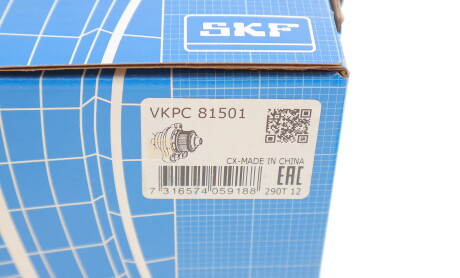 SKF
VKPC 81501
CX-MADE IN CHINA
EAC
7 316574 059188
290T 12